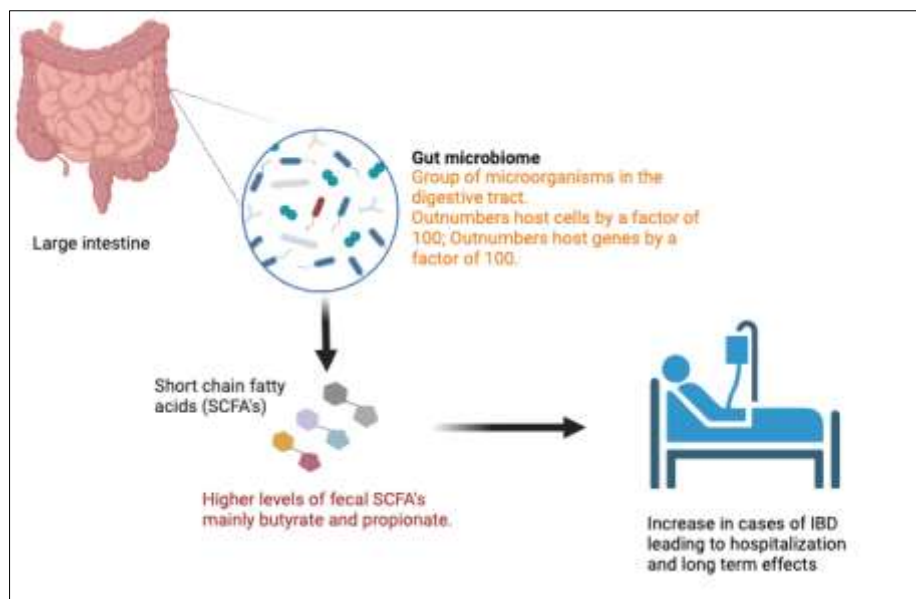 Large intestine
Gut microbiome
Group of microorganisms in the
digestive tract.
Outnumbers host cells by a factor of
100; Outnumbers host genes by a
factor of 100.
Short chain fatty
acids (SCFA's)
Higher levels of fecal SCFA's
mainly butyrate and propionate.
Increase in cases of IBD
leading to hospitalization
and long term effects